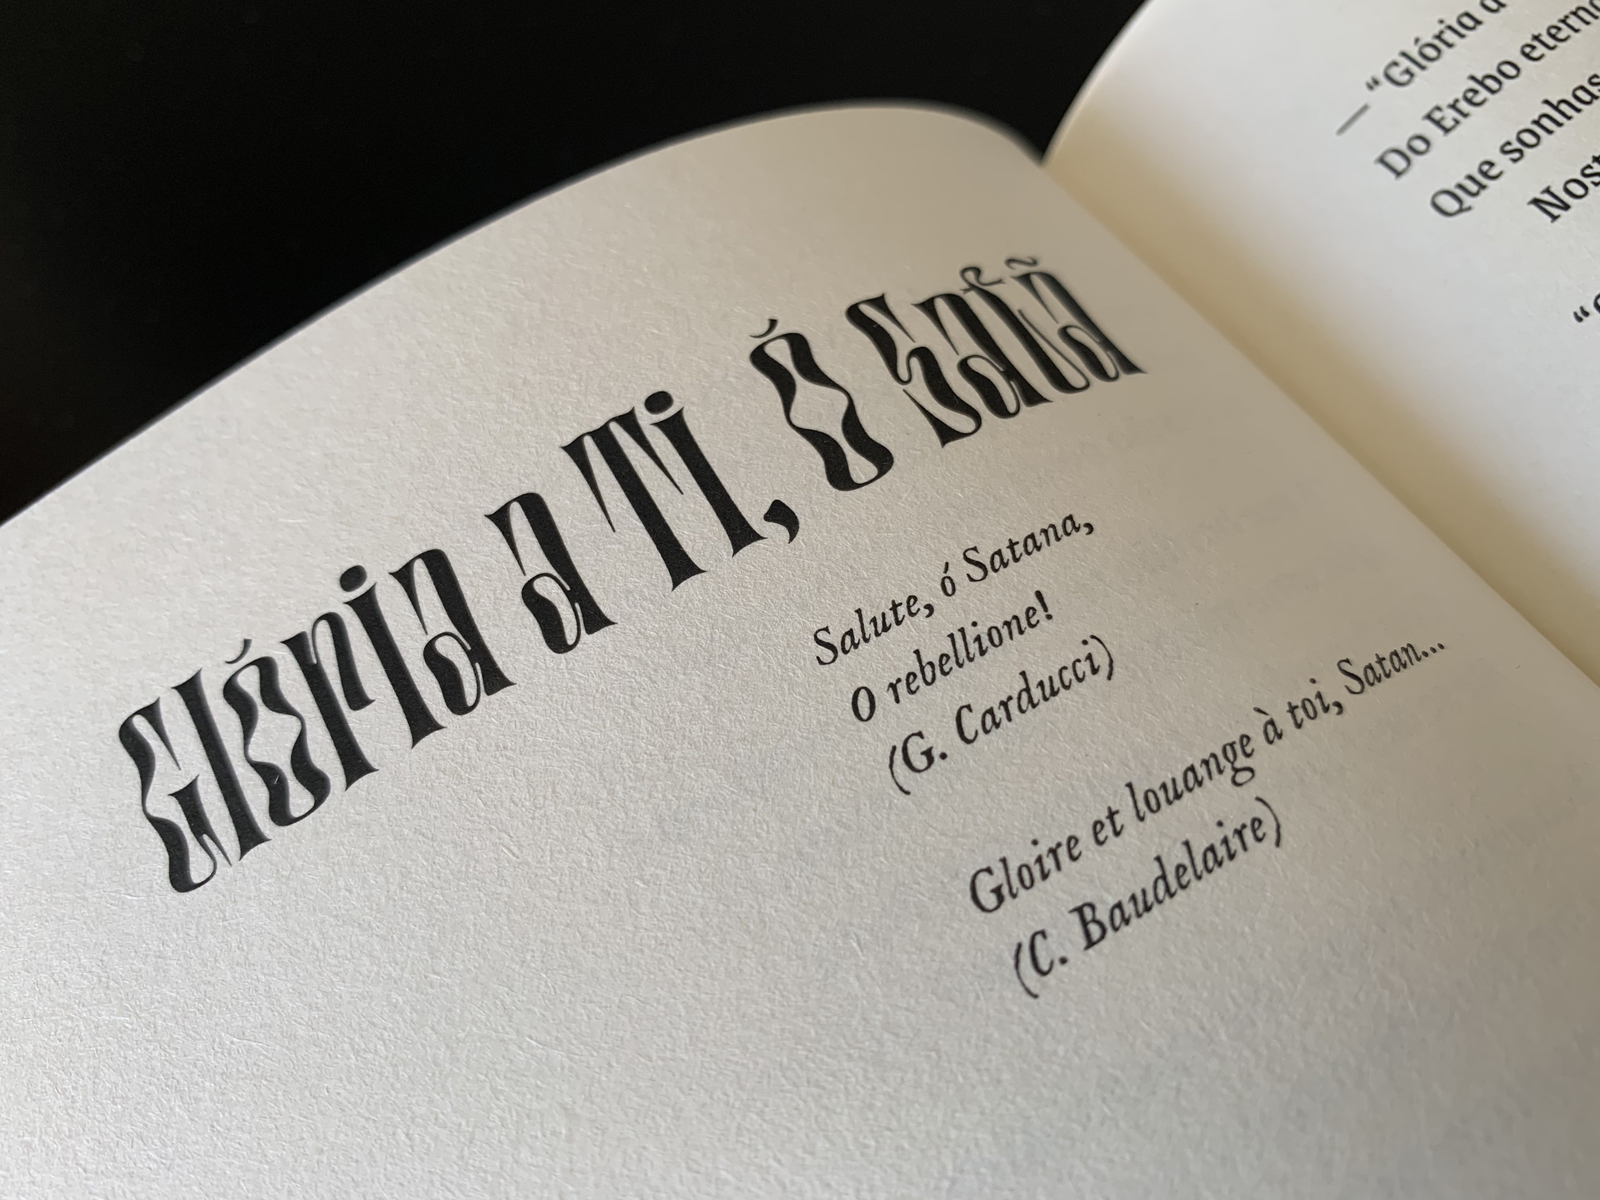 Glória a Ti, Ó Satã
Salute, ó Satana,
O rebellione!
(G. Carducci)
Gloire et louange à toi, Satan...
(C. Baudelaire)
—“Glória a
Do Erebo eterno
Que sonhas